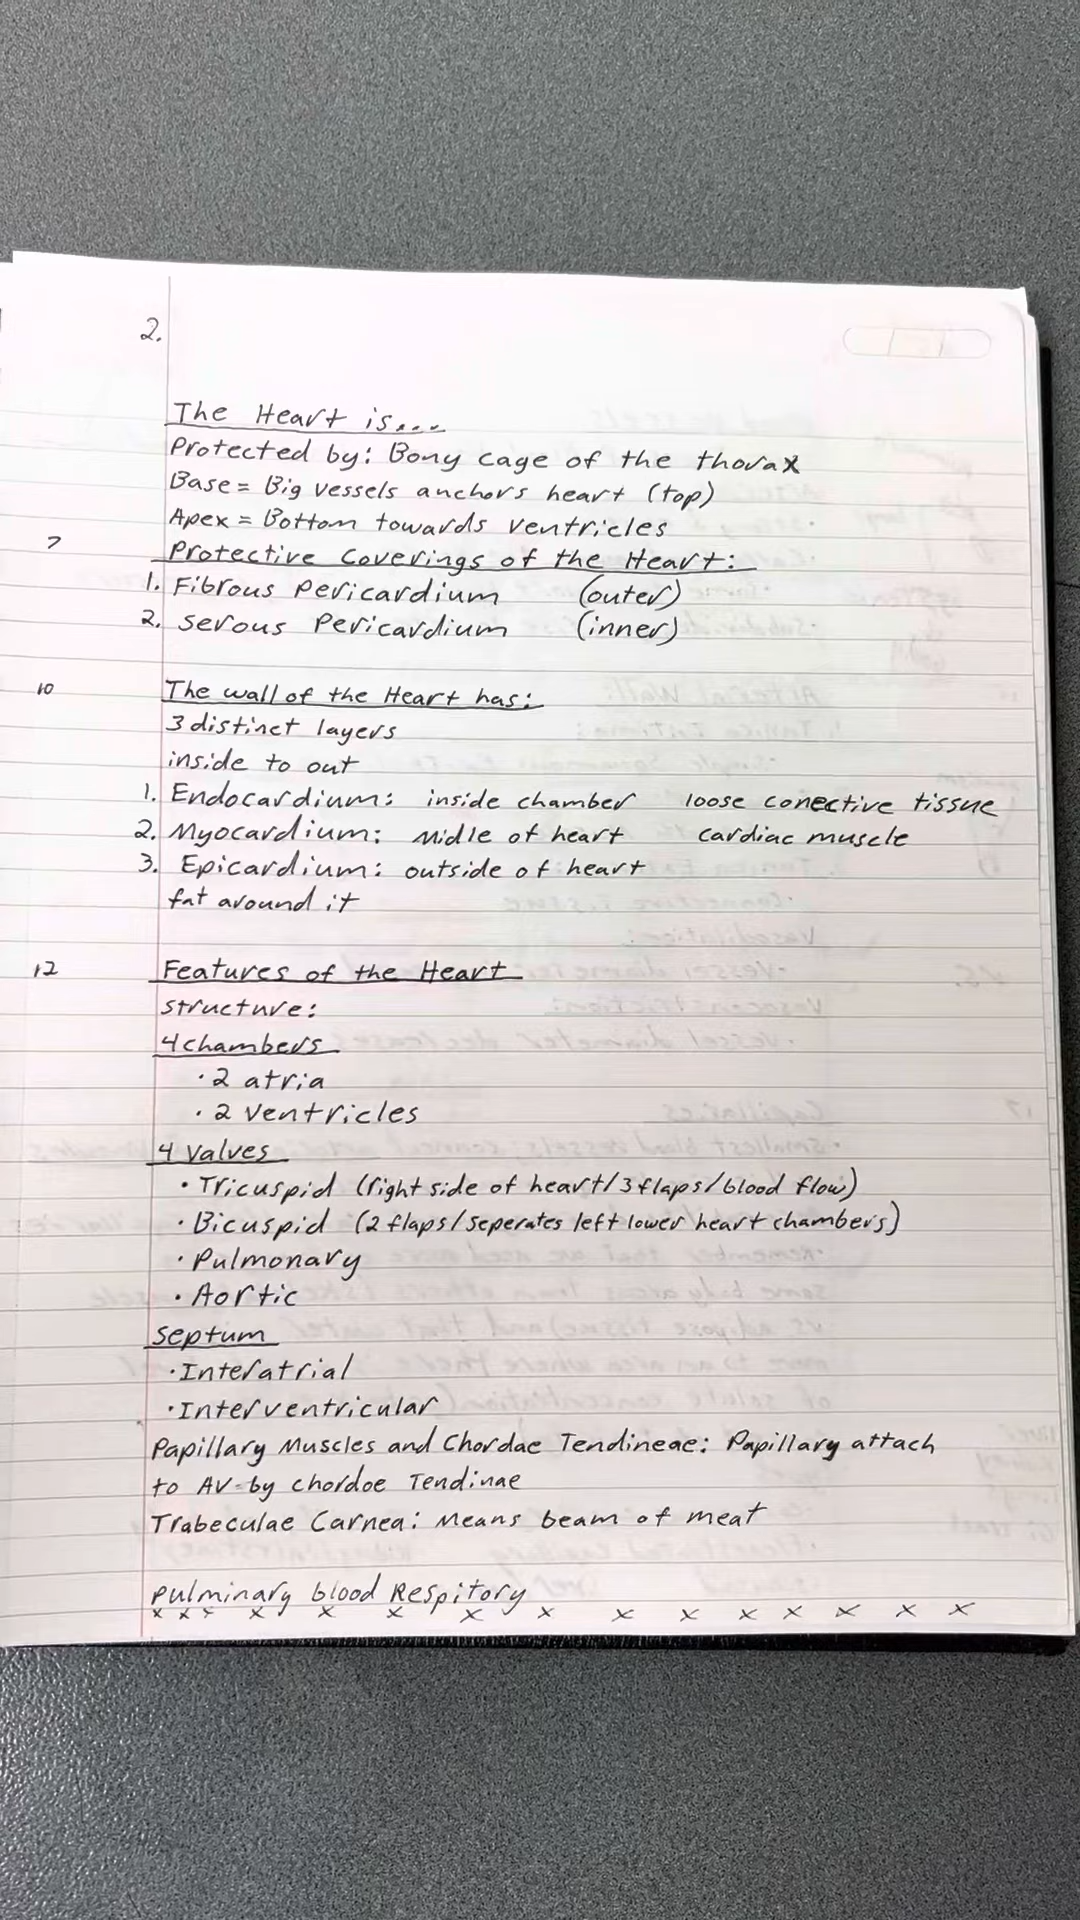 2.
The Heart is...
Protected by: Bony cage of the thorax
Base = Big vessels anchors heart (top)
Apex = Bottom towards ventricles
7 Protective Coverings of the Heart:
1. Fibrous Pericardium (outer)
2. Serous Pericardium (inner)
10 The wall of the Heart has:
3 distinct layers
inside to out
1. Endocardium: inside chamber loose conective tissue
2. Myocardium: Midle of heart cardiac muscle
3. Epicardium: outside of heart
fat around it
12 Features of the Heart
structure:
4 chambers
• 2 atria
• 2 ventricles
4 valves
• Tricuspid (right side of heart/3 flaps/blood flow)
• Bicuspid (2 flaps/seperates left lower heart chambers)
• Pulmonary
• Aortic
Septum
• Interatrial
• Interventricular
Papillary Muscles and Chordae Tendineae: Papillary attach
to AV-by chordoe Tendinae
Trabeculae Carnea: Means beam of meat
Pulminary blood Respitory
x x x x x x x x x x x x x x x